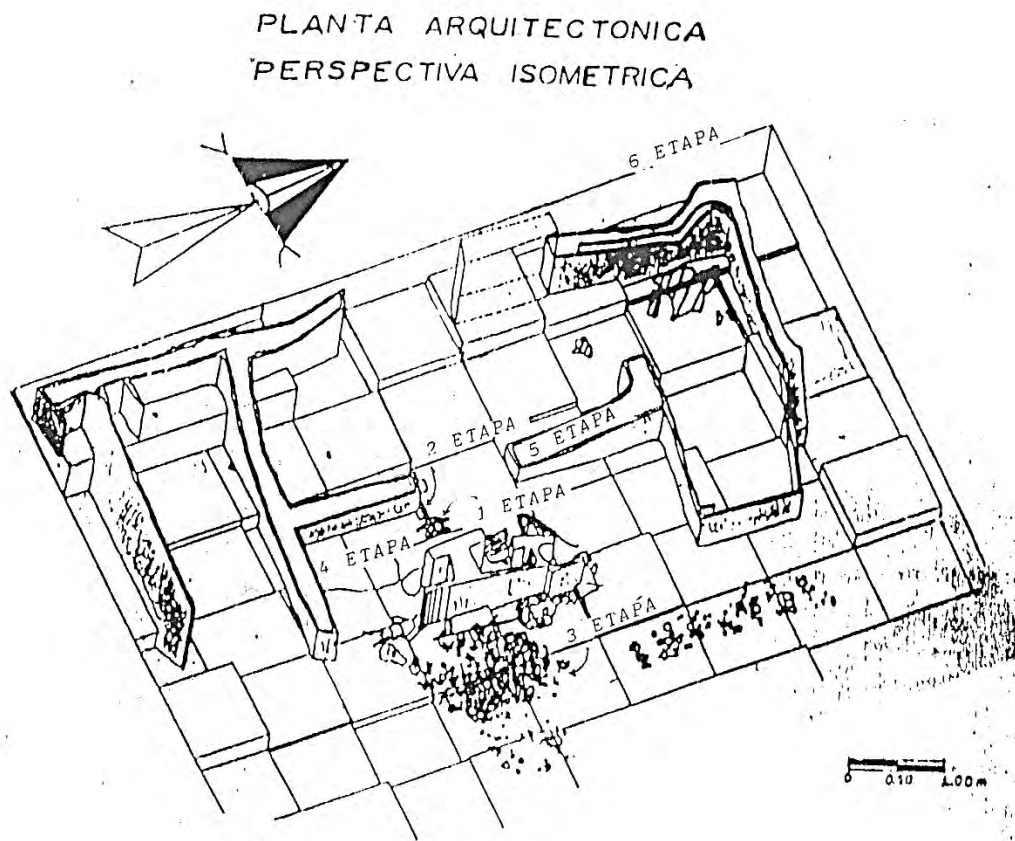 PLANTA ARQUITECTONICA
PERSPECTIVA ISOMETRICA
6 ETAPA
2 ETAPA
5 ETAPA
1 ETAPA
4 ETAPA
3 ETAPA
0 0.10 1.00m